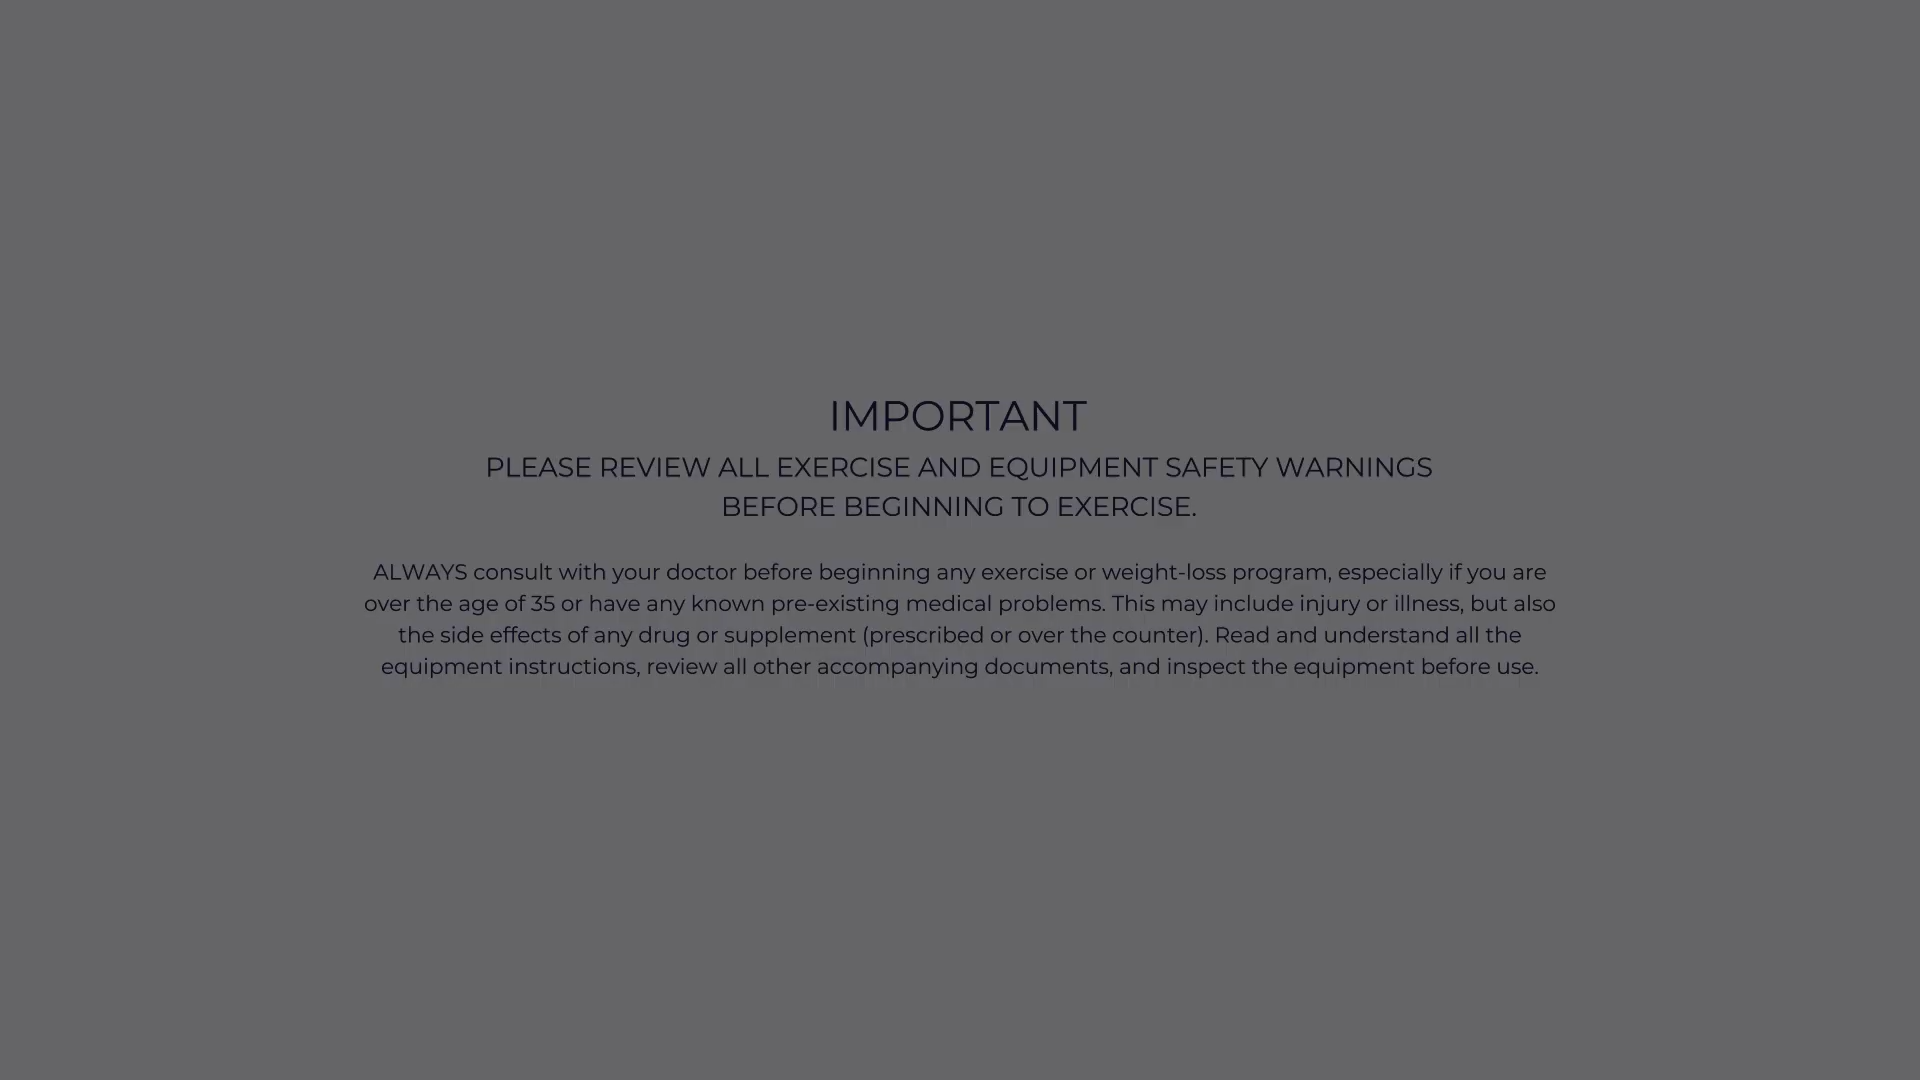 IMPORTANT
PLEASE REVIEW ALL EXERCISE AND EQUIPMENT SAFETY WARNINGS
BEFORE BEGINNING TO EXERCISE.
ALWAYS consult with your doctor before beginning any exercise or weight-loss program, especially if you are
over the age of 35 or have any known pre-existing medical problems. This may include injury or illness, but also
the side effects of any drug or supplement (prescribed or over the counter). Read and understand all the
equipment instructions, review all other accompanying documents, and inspect the equipment before use.